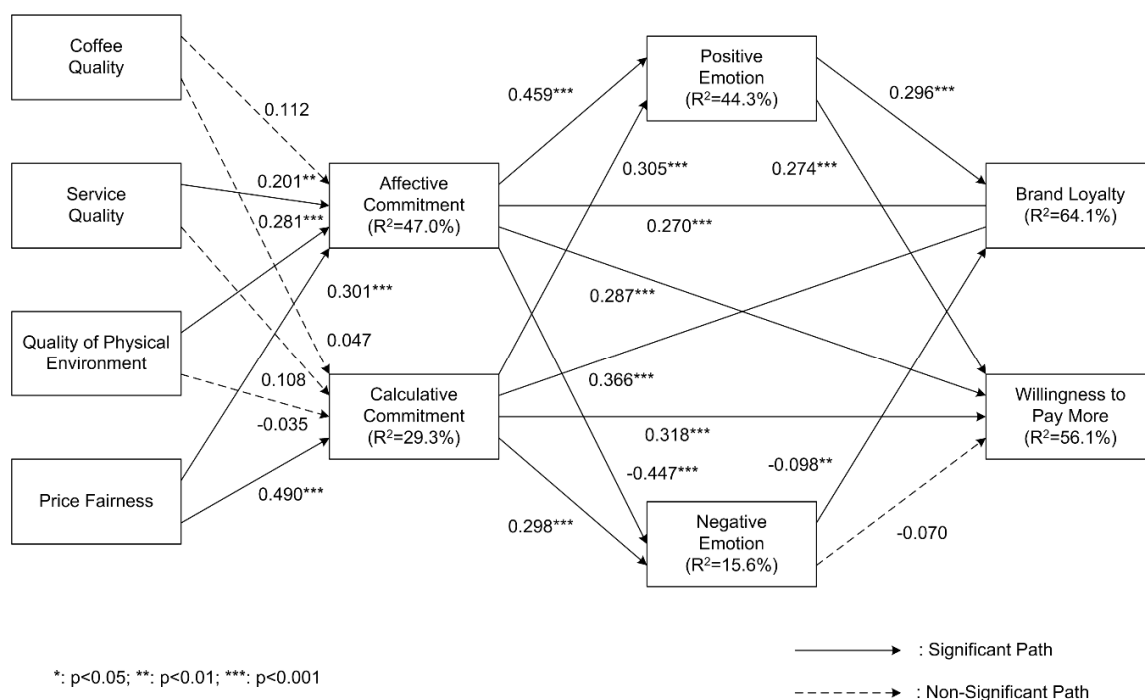 Coffee
Quality
Service
Quality
Quality of Physical
Environment
Price Fairness
0.112
0.201**
0.281***
0.301***
0.047
0.108
-0.035
0.490***
Affective
Commitment
(R²=47.0%)
Calculative
Commitment
(R²=29.3%)
0.459***
0.305***
0.270***
0.287***
0.366***
0.318***
-0.447***
0.298***
Positive
Emotion
(R²=44.3%)
Negative
Emotion
(R²=15.6%)
0.296***
0.274***
-0.098**
-0.070
Brand Loyalty
(R²=64.1%)
Willingness to
Pay More
(R²=56.1%)
*: p<0.05; **: p<0.01; ***: p<0.001
: Significant Path
: Non-Significant Path